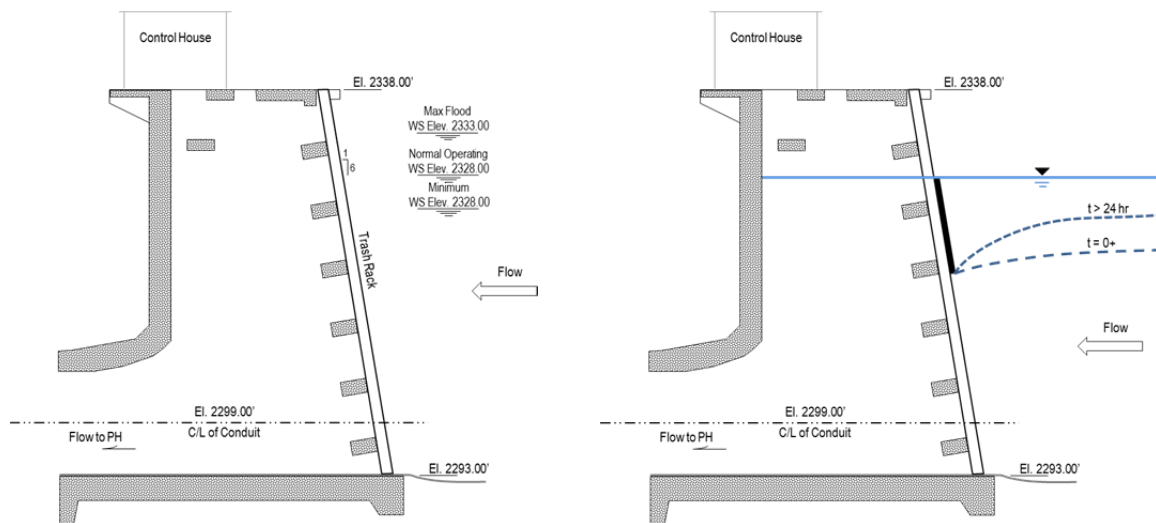 Control House
El. 2338.00'
Max Flood
WS Elev. 2333.00
1
6
Normal Operating
WS Elev. 2328.00
Minimum
WS Elev. 2328.00
Trash Rack
Flow
El. 2299.00'
C/L of Conduit
Flow to PH
El. 2293.00'
Control House
El. 2338.00'
t > 24 hr
t = 0+
Flow
El. 2299.00'
C/L of Conduit
Flow to PH
El. 2293.00'